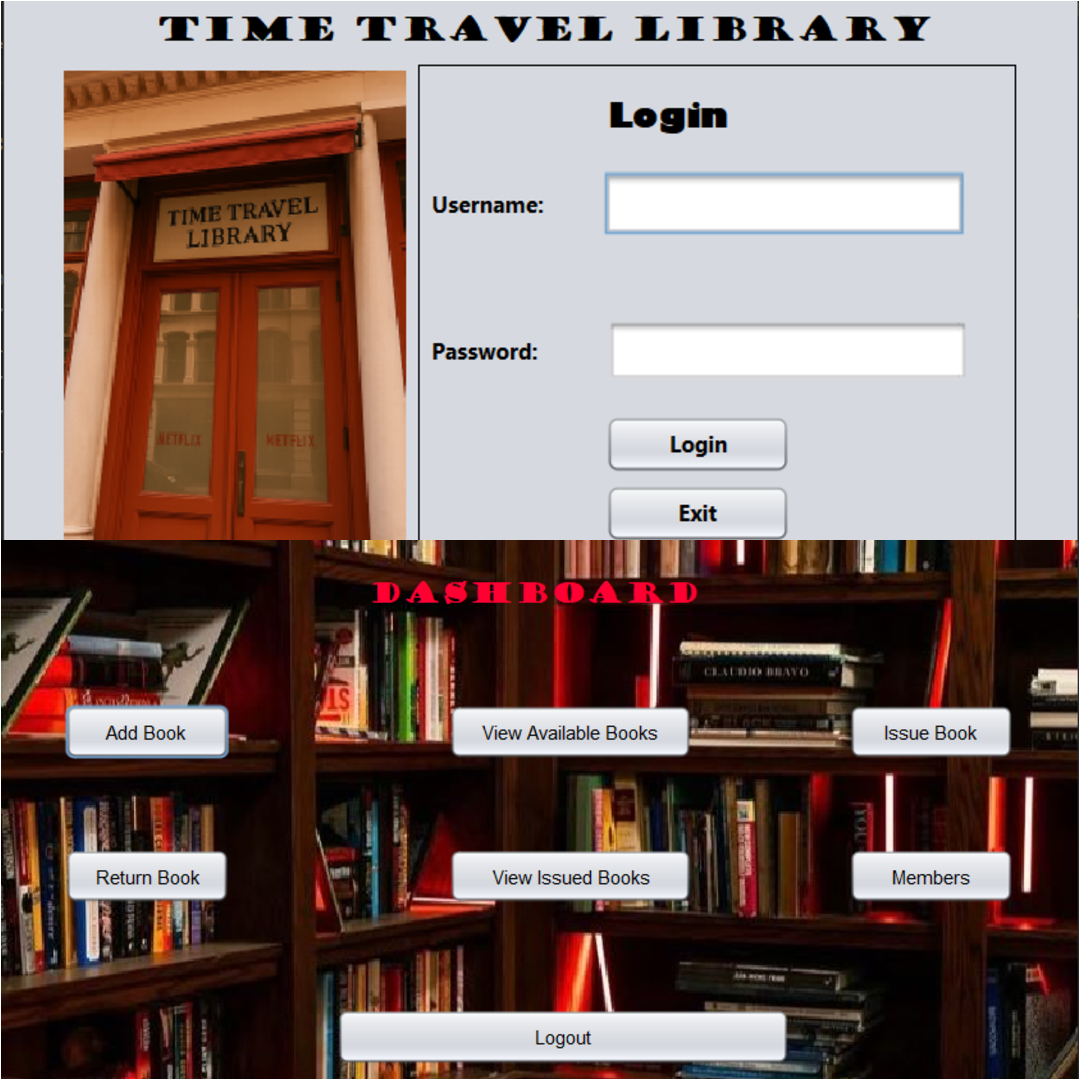 TIME TRAVEL LIBRARY
TIME TRAVEL
LIBRARY
NETFLIX NETFLIX
Login
Username:
Password:
Login
Exit
DASHBOARD
CLAUDIO BRAVO
Add Book View Available Books Issue Book
YOU
Return Book View Issued Books Members
Logout